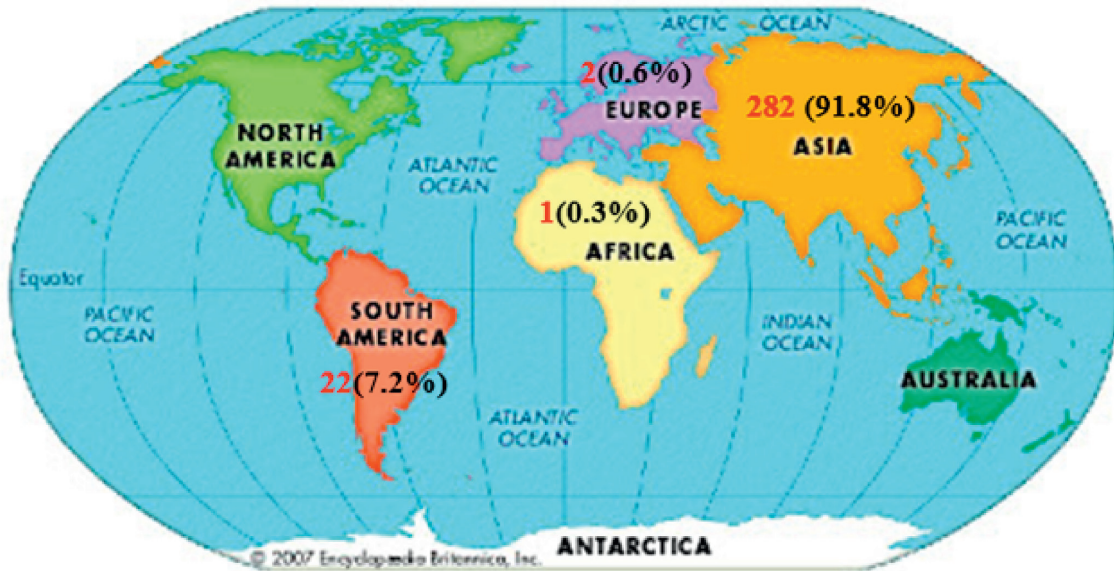 ARCTIC OCEAN
2(0.6%)
EUROPE
282 (91.8%)
ASIA
NORTH
AMERICA
ATLANTIC
OCEAN
1(0.3%)
AFRICA
PACIFIC
OCEAN
Equator
PACIFIC
OCEAN
SOUTH
AMERICA
22(7.2%)
INDIAN
OCEAN
AUSTRALIA
ATLANTIC
OCEAN
ANTARCTICA
© 2007 Encyclopædia Britannica, Inc.